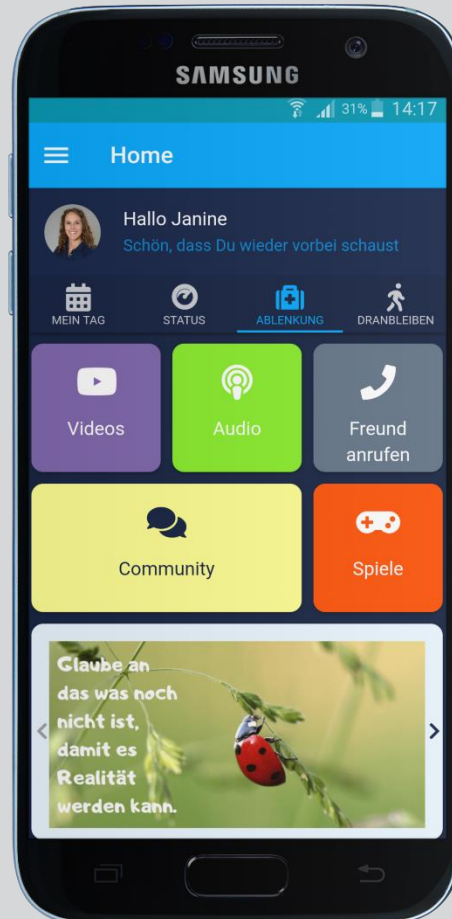 SAMSUNG
31% 14:17
Home
Hallo Janine
Schön, dass Du wieder vorbei schaust
MEIN TAG STATUS ABLENKUNG DRANBLEIBEN
Videos Audio Freund
anrufen
Community Spiele
Glaube an
das was noch
nicht ist,
damit es
Realität
werden kann.